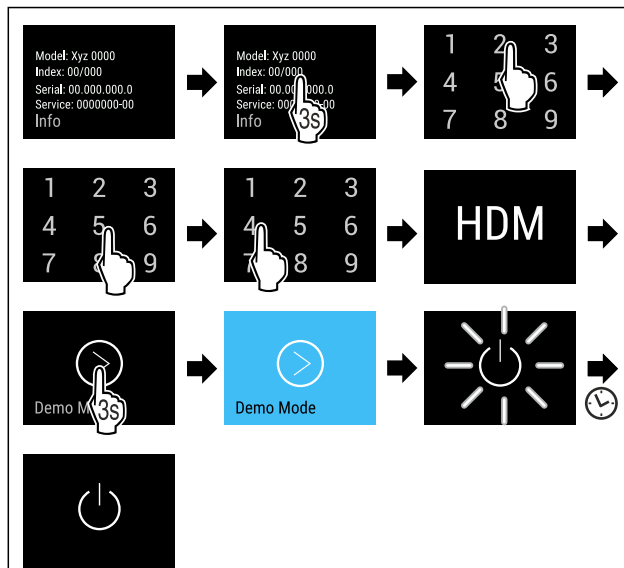 Model: Xyz 0000
Index: 00/000
Serial: 00.000.000.0
Service: 0000000-00
Info
Model: Xyz 0000
Index: 00/000
Serial: 00.000.000.0
Service: 000 -00
Info
3s
1 2 3
4 5 6
7 8 9
1 2 3
4 5 6
7 8 9
1 2 3
4 5 6
7 8 9
HDM
Demo M
3s
Demo Mode